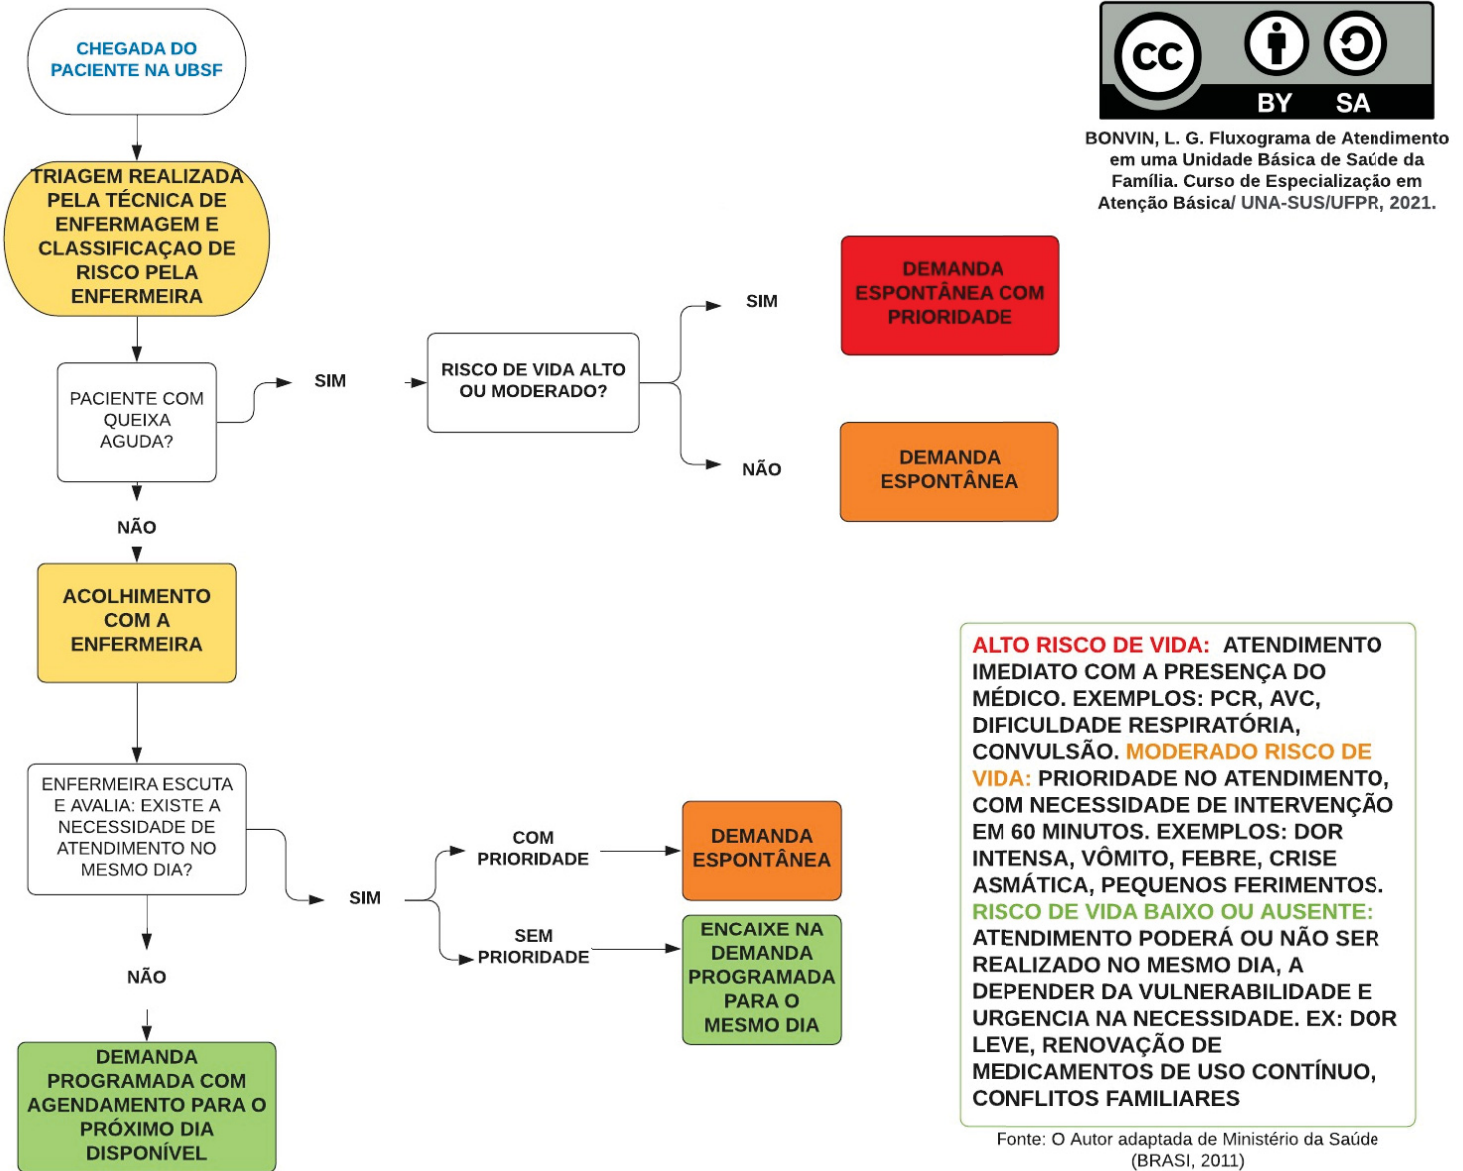 CHEGADA DO
PACIENTE NA UBSF
TRIAGEM REALIZADA
PELA TÉCNICA DE
ENFERMAGEM E
CLASSIFICAÇAO DE
RISCO PELA
ENFERMEIRA
PACIENTE COM
QUEIXA
AGUDA?
SIM
RISCO DE VIDA ALTO
OU MODERADO?
SIM
DEMANDA
ESPONTÂNEA COM
PRIORIDADE
NÃO
DEMANDA
ESPONTÂNEA
NÃO
ACOLHIMENTO
COM A
ENFERMEIRA
ENFERMEIRA ESCUTA
E AVALIA: EXISTE A
NECESSIDADE DE
ATENDIMENTO NO
MESMO DIA?
SIM
COM
PRIORIDADE
DEMANDA
ESPONTÂNEA
SEM
PRIORIDADE
ENCAIXE NA
DEMANDA
PROGRAMADA
PARA O
MESMO DIA
NÃO
DEMANDA
PROGRAMADA COM
AGENDAMENTO PARA O
PRÓXIMO DIA
DISPONÍVEL
cc
BY SA
BONVIN, L. G. Fluxograma de Atendimento
em uma Unidade Básica de Saúde da
Família. Curso de Especialização em
Atenção Básica/ UNA-SUS/UFPR, 2021.
ALTO RISCO DE VIDA: ATENDIMENTO
IMEDIATO COM A PRESENÇA DO
MÉDICO. EXEMPLOS: PCR, AVC,
DIFICULDADE RESPIRATÓRIA,
CONVULSÃO. MODERADO RISCO DE
VIDA: PRIORIDADE NO ATENDIMENTO,
COM NECESSIDADE DE INTERVENÇÃO
EM 60 MINUTOS. EXEMPLOS: DOR
INTENSA, VÔMITO, FEBRE, CRISE
ASMÁTICA, PEQUENOS FERIMENTOS.
RISCO DE VIDA BAIXO OU AUSENTE:
ATENDIMENTO PODERÁ OU NÃO SER
REALIZADO NO MESMO DIA, A
DEPENDER DA VULNERABILIDADE E
URGENCIA NA NECESSIDADE. EX: DOR
LEVE, RENOVAÇÃO DE
MEDICAMENTOS DE USO CONTÍNUO,
CONFLITOS FAMILIARES
Fonte: O Autor adaptada de Ministério da Saúde
(BRASI, 2011)